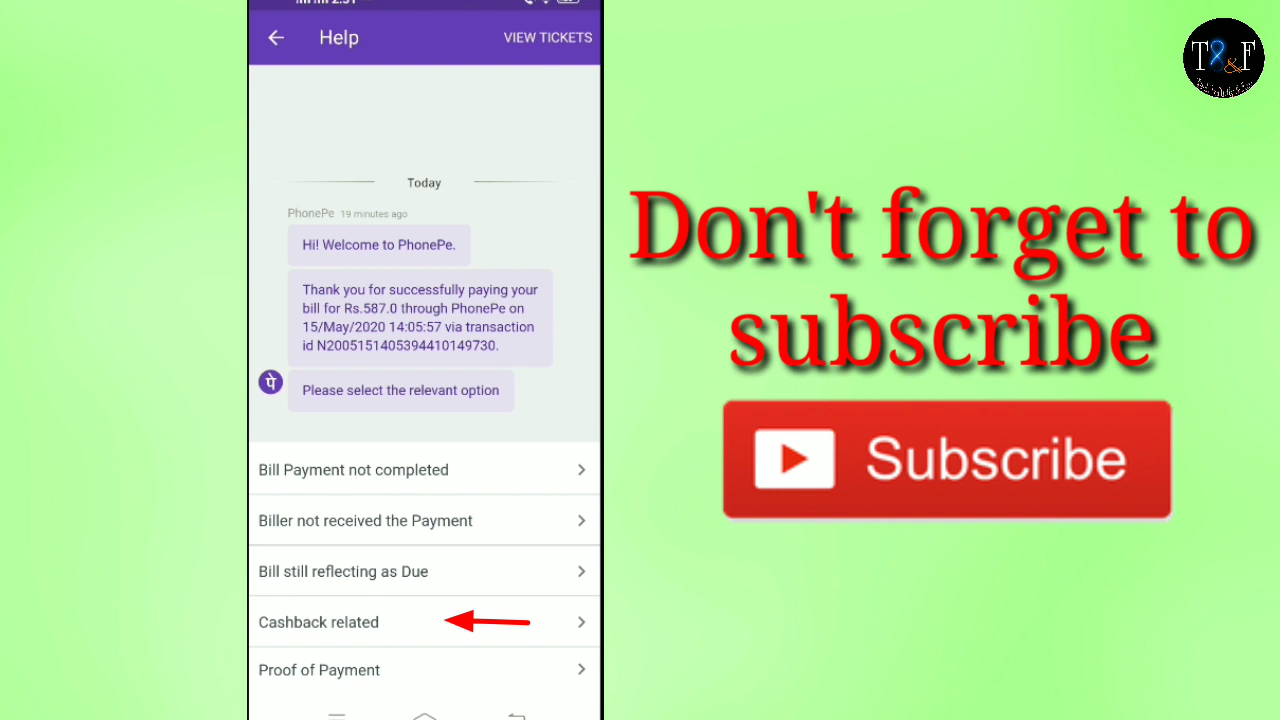 2:51
Help
VIEW TICKETS
Today
PhonePe 19 minutes ago
Hi! Welcome to PhonePe.
Thank you for successfully paying your
bill for Rs.587.0 through PhonePe on
15/May/2020 14:05:57 via transaction
id N2005151405394410149730.
पे
Please select the relevant option
Bill Payment not completed
Biller not received the Payment
Bill still reflecting as Due
Cashback related
Proof of Payment
T&F
Don't forget to
subscribe
Subscribe